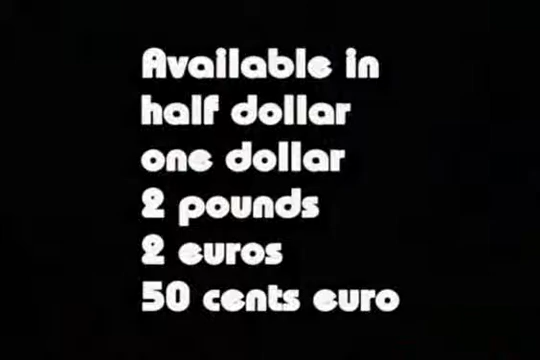 Available in
half dollar
one dollar
2 pounds
2 euros
50 cents euro